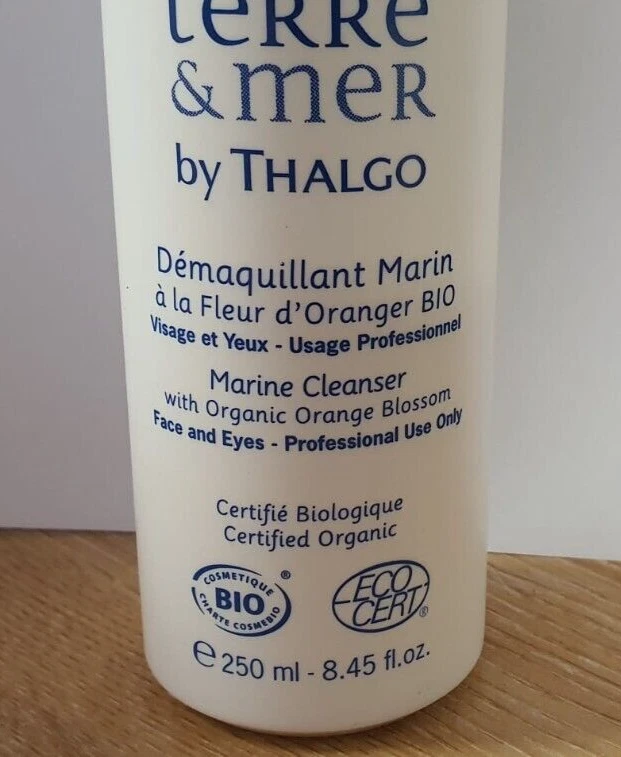 terre
& mer
by THALGO
Démaquillant Marin
à la Fleur d'Oranger BIO
Visage et Yeux - Usage Professionnel
Marine Cleanser
with Organic Orange Blossom
Face and Eyes - Professional Use Only
Certifié Biologique
Certified Organic
COSMETIQUE ®
BIO
CHARTE COSMEBIO
ECO
CERT ®
℮ 250 ml - 8.45 fl.oz.